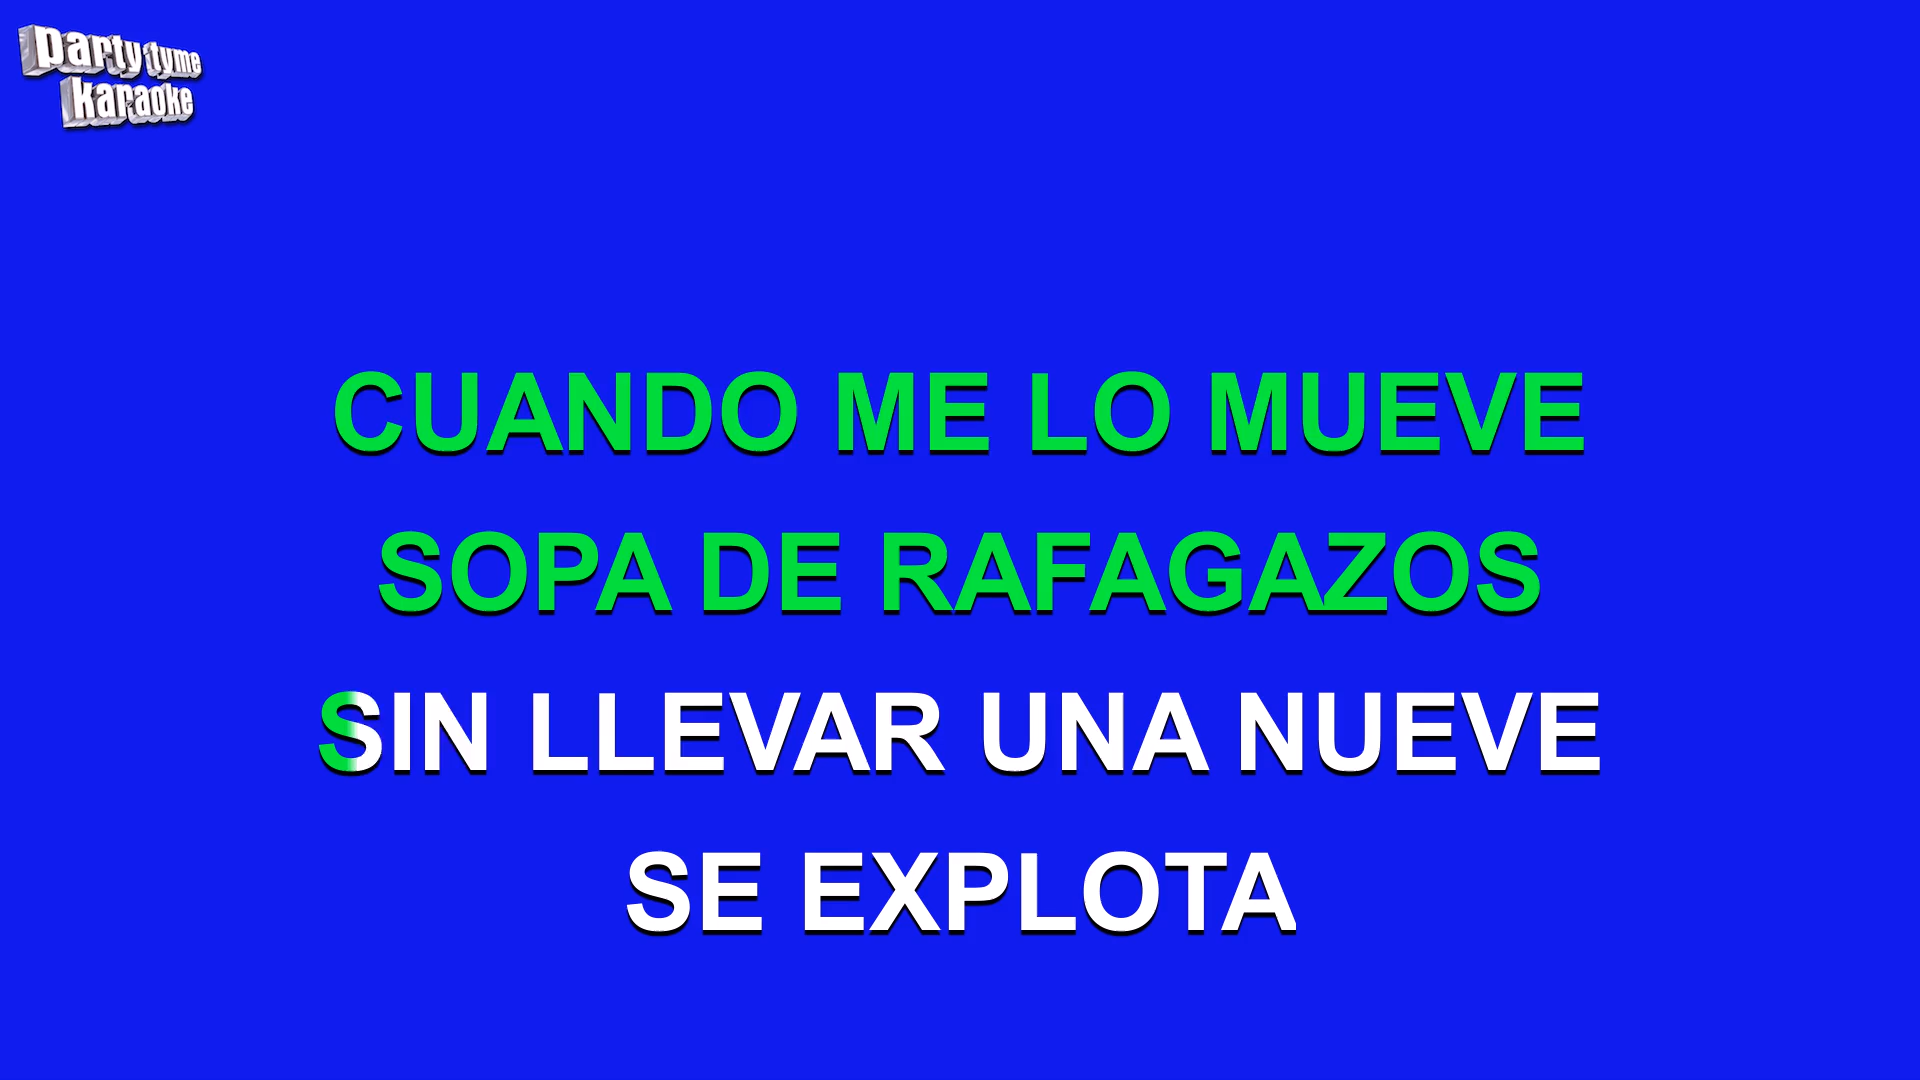 party tyme
karaoke
CUANDO ME LO MUEVE
SOPA DE RAFAGAZOS
SIN LLEVAR UNA NUEVE
SE EXPLOTA